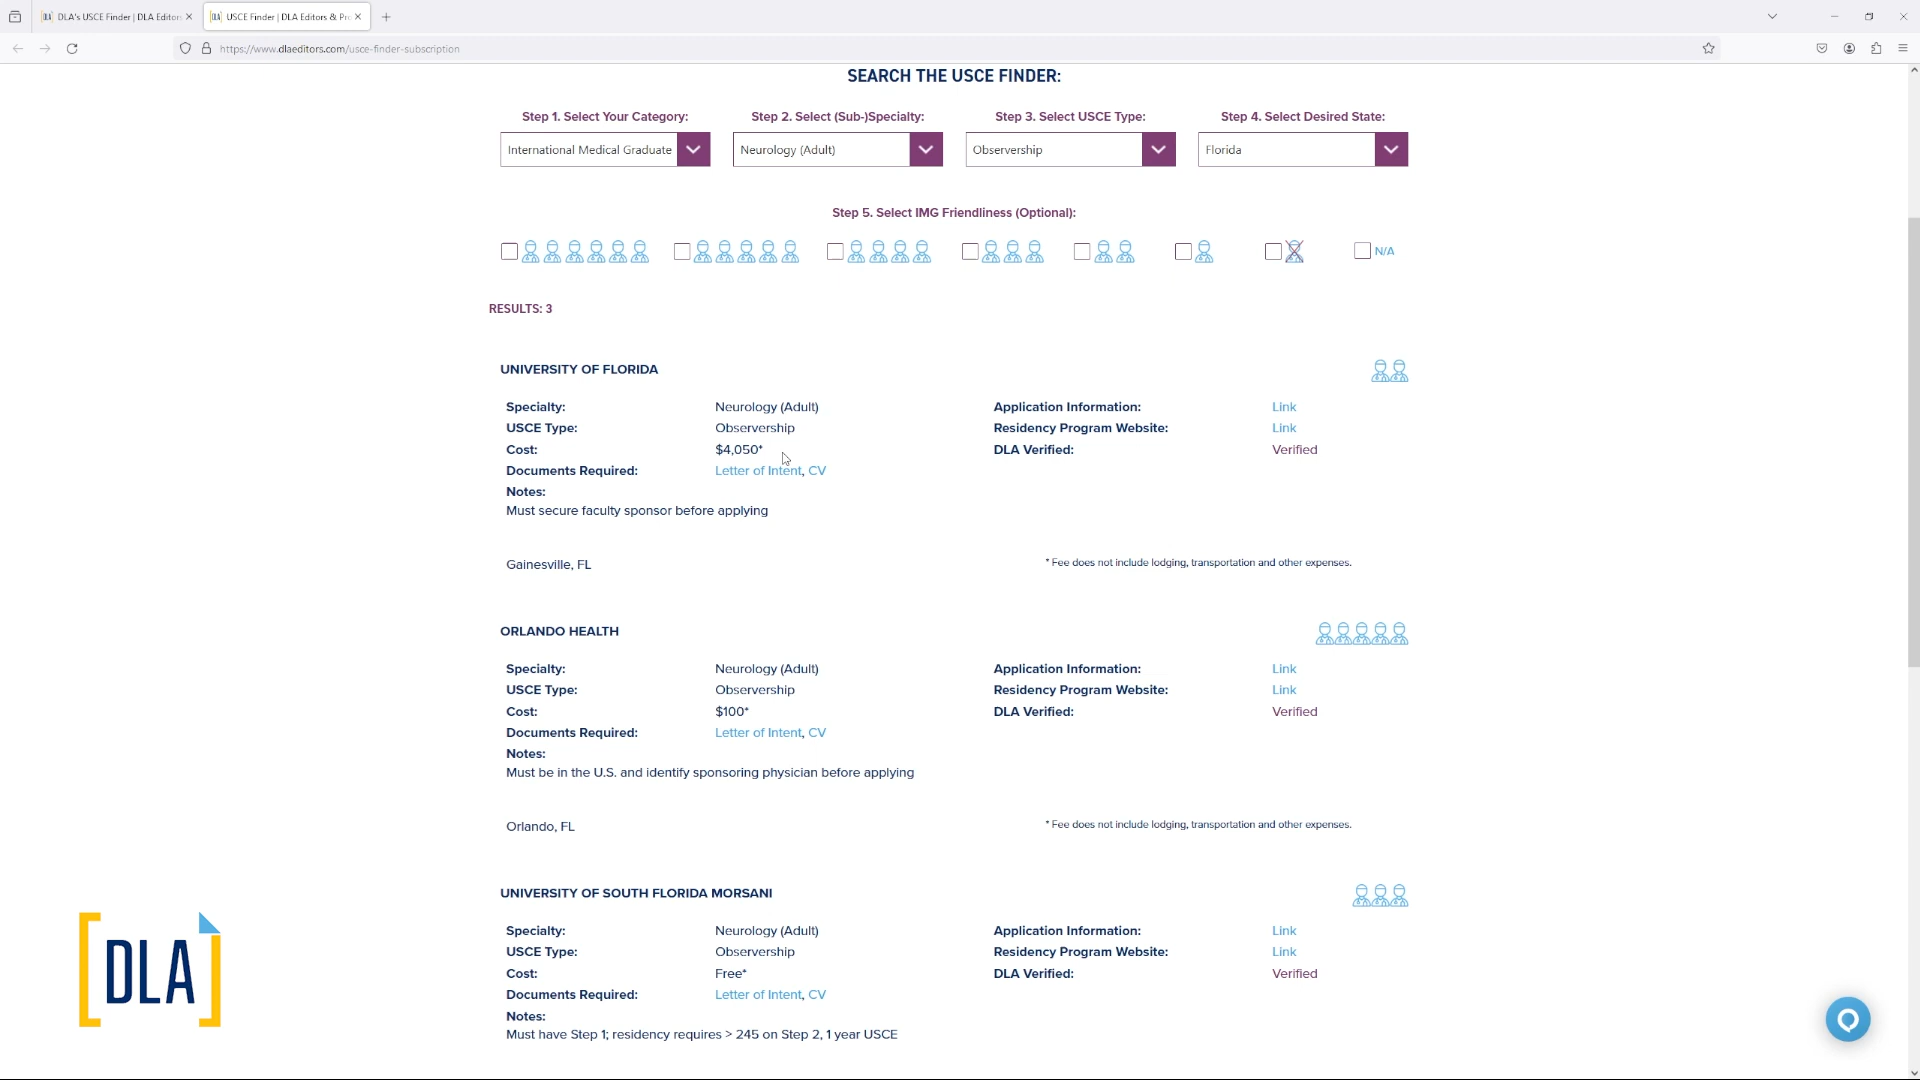 DLA's USCE Finder | DLA Editors
USCE Finder | DLA Editors & Pro
https://www.dlaeditors.com/usce-finder-subscription
SEARCH THE USCE FINDER:
Step 1. Select Your Category:
Step 2. Select (Sub-)Specialty:
Step 3. Select USCE Type:
Step 4. Select Desired State:
International Medical Graduate
Neurology (Adult)
Observership
Florida
Step 5. Select IMG Friendliness (Optional):
N/A
RESULTS: 3
UNIVERSITY OF FLORIDA
Specialty: Neurology (Adult) Application Information: Link
USCE Type: Observership Residency Program Website: Link
Cost: $4,050* DLA Verified: Verified
Documents Required: Letter of Intent, CV
Notes:
Must secure faculty sponsor before applying
Gainesville, FL * Fee does not include lodging, transportation and other expenses.
ORLANDO HEALTH
Specialty: Neurology (Adult) Application Information: Link
USCE Type: Observership Residency Program Website: Link
Cost: $100* DLA Verified: Verified
Documents Required: Letter of Intent, CV
Notes:
Must be in the U.S. and identify sponsoring physician before applying
Orlando, FL * Fee does not include lodging, transportation and other expenses.
UNIVERSITY OF SOUTH FLORIDA MORSANI
Specialty: Neurology (Adult) Application Information: Link
USCE Type: Observership Residency Program Website: Link
Cost: Free* DLA Verified: Verified
Documents Required: Letter of Intent, CV
Notes:
Must have Step 1; residency requires > 245 on Step 2, 1 year USCE
[DLA]